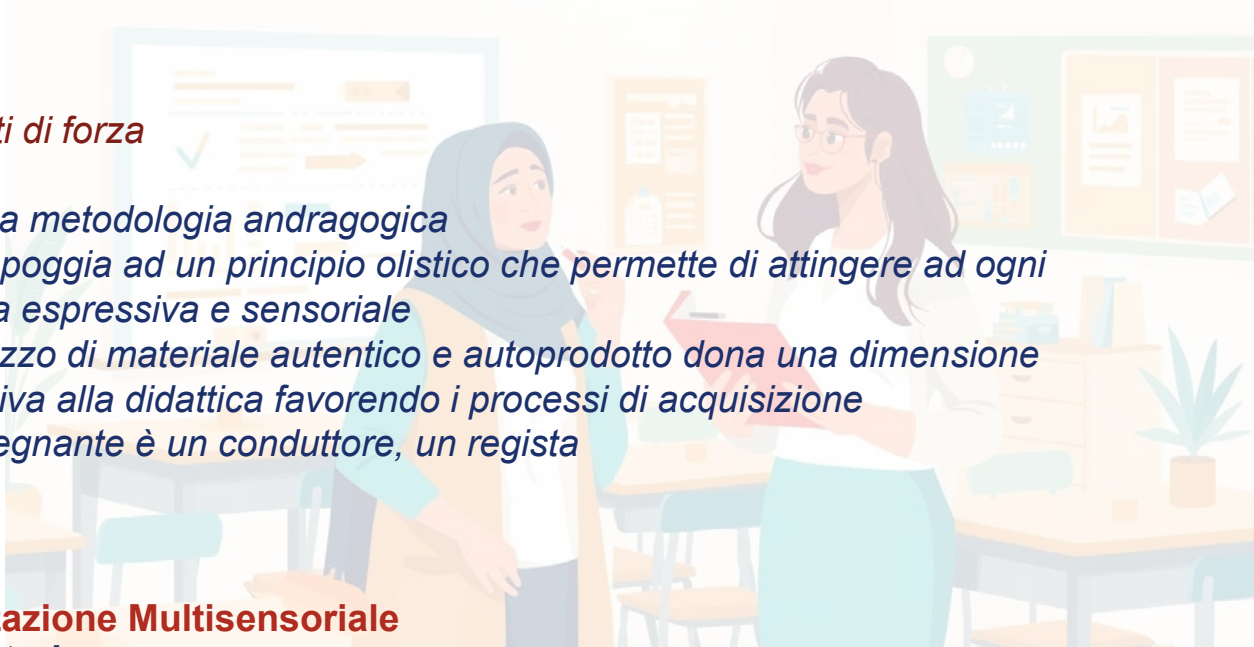 ti di forza
a metodologia andragogica
poggia ad un principio olistico che permette di attingere ad ogni
a espressiva e sensoriale
zzo di materiale autentico e autoprodotto dona una dimensione
iva alla didattica favorendo i processi di acquisizione
egnante è un conduttore, un regista
azione Multisensoriale